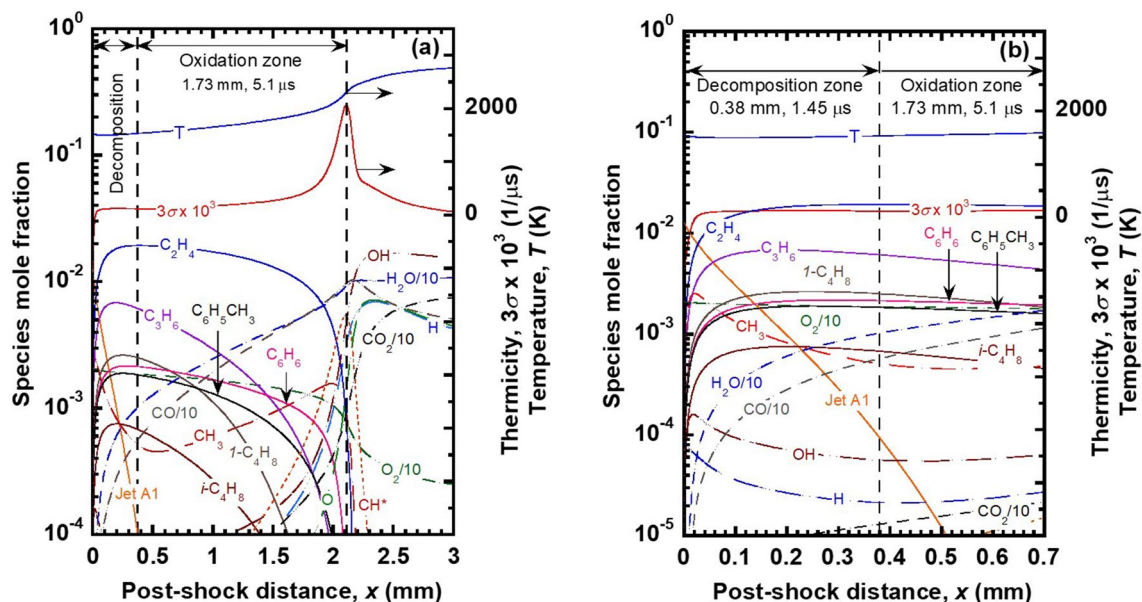 10⁰
10⁻¹
10⁻²
10⁻³
10⁻⁴
Species mole fraction
(a)
Decomposition
Oxidation zone
1.73 mm, 5.1 μs
T
3σ x 10³
C₂H₄
C₃H₆
C₆H₅CH₃
C₆H₆
OH
H₂O/10
H
CO₂/10
CO/10
CH₃
1-C₄H₈
O₂/10
i-C₄H₈
Jet A1
O
CH*
2000
0
Thermicity, 3σ x 10³ (1/μs)
Temperature, T (K)
0
0.5
1.0
1.5
2.0
2.5
3
Post-shock distance, x (mm)
10⁰
10⁻¹
10⁻²
10⁻³
10⁻⁴
10⁻⁵
Species mole fraction
(b)
Decomposition zone
0.38 mm, 1.45 μs
Oxidation zone
1.73 mm, 5.1 μs
T
3σ x 10³
C₂H₄
C₆H₆
C₆H₅CH₃
C₃H₆
1-C₄H₈
O₂/10
CH₃
i-C₄H₈
H₂O/10
CO/10
Jet A1
OH
H
CO₂/10
2000
0
Thermicity, 3σ x 10³ (1/μs)
Temperature, T (K)
0
0.1
0.2
0.3
0.4
0.5
0.6
0.7
Post-shock distance, x (mm)